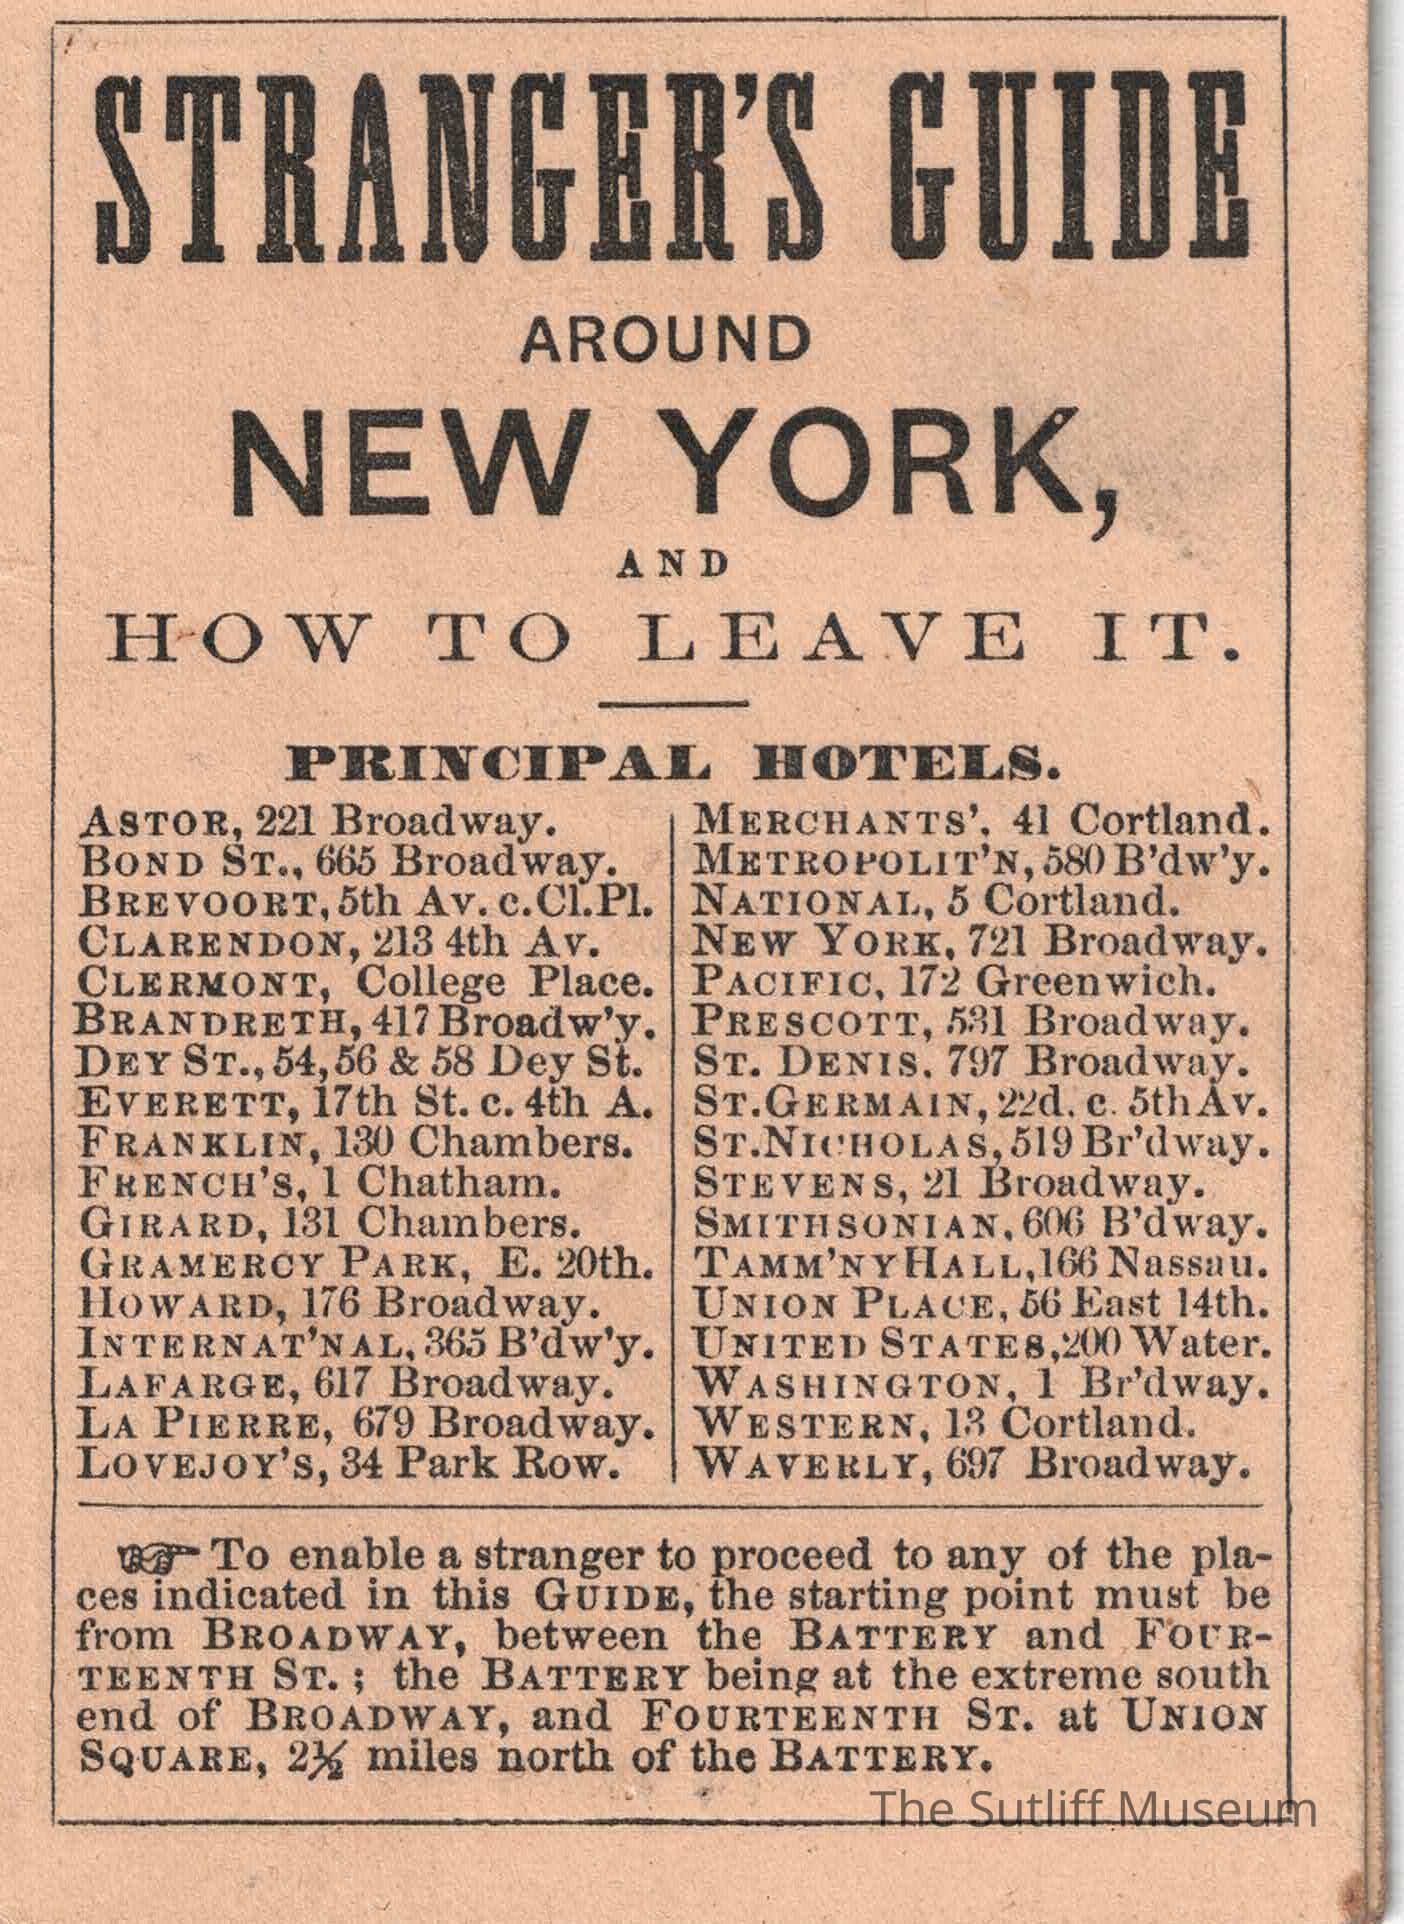 STRANGER'S GUIDE
AROUND
NEW YORK,
AND
HOW TO LEAVE IT.
PRINCIPAL HOTELS.
ASTOR, 221 Broadway.
BOND ST., 665 Broadway.
BREVOORT, 5th Av. c. Cl. Pl.
CLARENDON, 213 4th Av.
CLERMONT, College Place.
BRANDRETH, 417 Broadw'y.
DEY ST., 54, 56 & 58 Dey St.
EVERETT, 17th St. c. 4th A.
FRANKLIN, 130 Chambers.
FRENCH'S, 1 Chatham.
GIRARD, 131 Chambers.
GRAMERCY PARK, E. 20th.
HOWARD, 176 Broadway.
INTERNAT'NAL, 365 B'dw'y.
LAFARGE, 617 Broadway.
LA PIERRE, 679 Broadway.
LOVEJOY'S, 34 Park Row.
MERCHANTS', 41 Cortland.
METROPOLIT'N, 580 B'dw'y.
NATIONAL, 5 Cortland.
NEW YORK, 721 Broadway.
PACIFIC, 172 Greenwich.
PRESCOTT, 531 Broadway.
ST. DENIS. 797 Broadway.
ST. GERMAIN, 22d. c. 5th Av.
ST. NICHOLAS, 519 Br'dway.
STEVENS, 21 Broadway.
SMITHSONIAN, 606 B'dway.
TAMM'NY HALL, 166 Nassau.
UNION PLACE, 56 East 14th.
UNITED STATES, 200 Water.
WASHINGTON, 1 Br'dway.
WESTERN, 13 Cortland.
WAVERLY, 697 Broadway.
☞ To enable a stranger to proceed to any of the pla-
ces indicated in this GUIDE, the starting point must be
from BROADWAY, between the BATTERY and FOUR-
TEENTH ST.; the BATTERY being at the extreme south
end of BROADWAY, and FOURTEENTH ST. at UNION
SQUARE, 2½ miles north of the BATTERY.
The Sutliff Museum